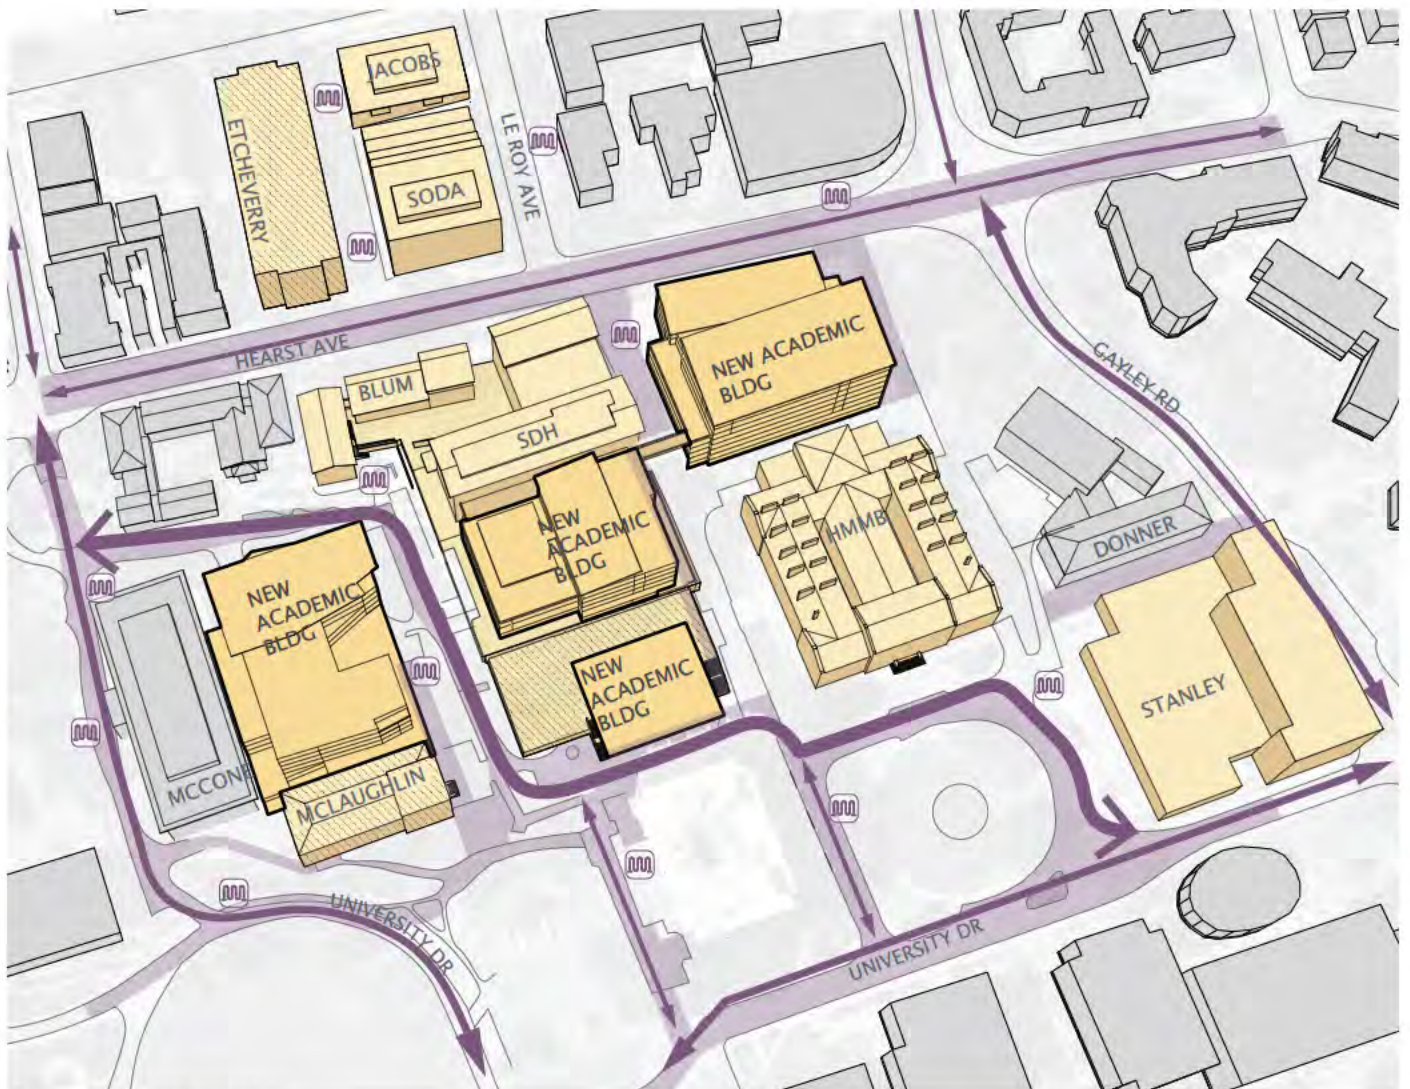 JACOBS
ETCHEVERRY
LE ROY AVE
SODA
HEARST AVE
NEW ACADEMIC
BLDG
GAYLEY RD
BLUM
SDH
NEW
ACADEMIC
BLDG
HMMB
DONNER
NEW
ACADEMIC
BLDG
NEW
ACADEMIC
BLDG
STANLEY
MCCONE
MCLAUGHLIN
UNIVERSITY DR
UNIVERSITY DR